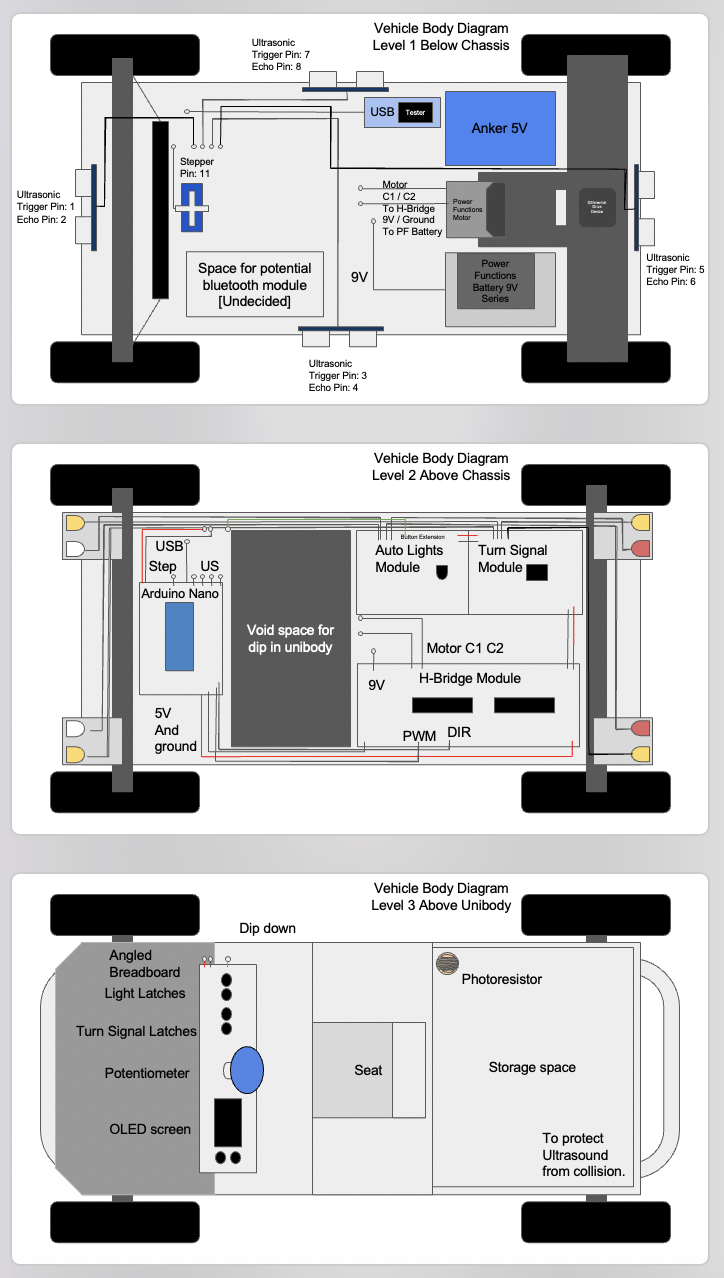 Vehicle Body Diagram
Level 1 Below Chassis
Ultrasonic
Trigger Pin: 7
Echo Pin: 8
USB
Tester
Anker 5V
Stepper
Pin: 11
Ultrasonic
Trigger Pin: 1
Echo Pin: 2
Motor
C1 / C2
To H-Bridge
9V / Ground
To PF Battery
Power
Functions
Motor
Differential
Drive
Device
Ultrasonic
Trigger Pin: 5
Echo Pin: 6
Space for potential
bluetooth module
[Undecided]
9V
Power
Functions
Battery 9V
Series
Ultrasonic
Trigger Pin: 3
Echo Pin: 4
Vehicle Body Diagram
Level 2 Above Chassis
Button Extension
USB
Step
US
Auto Lights
Module
Turn Signal
Module
Arduino Nano
Void space for
dip in unibody
Motor C1 C2
9V
H-Bridge Module
5V
And
ground
PWM
DIR
Vehicle Body Diagram
Level 3 Above Unibody
Dip down
Angled
Breadboard
Light Latches
Turn Signal Latches
Potentiometer
OLED screen
Seat
Photoresistor
Storage space
To protect
Ultrasound
from collision.